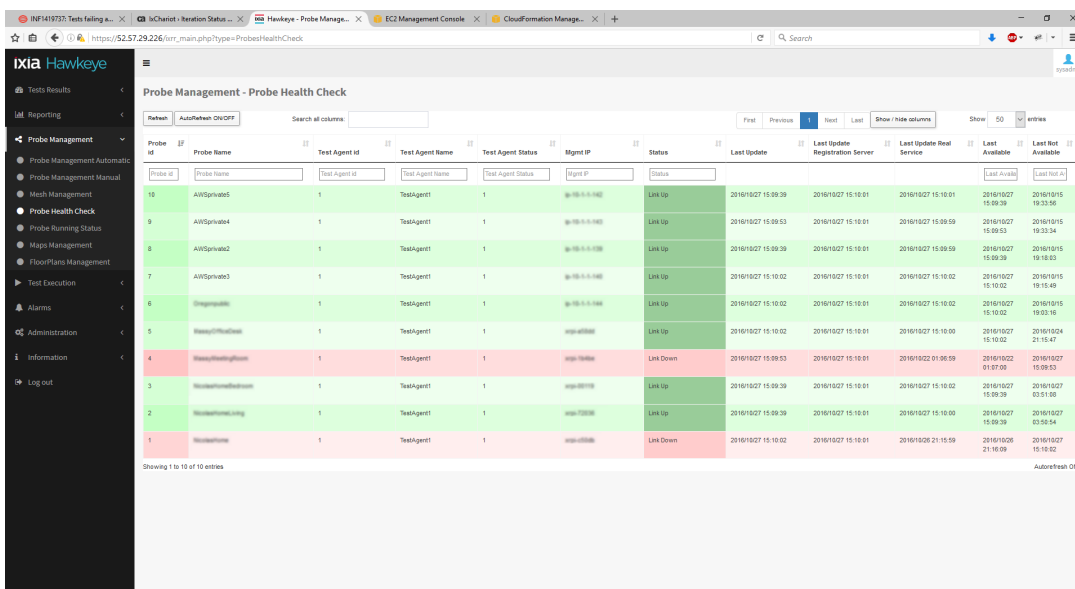 INF1419737: Tests failing a...
IxChariot › Iteration Status ...
ixia Hawkeye - Probe Manage...
EC2 Management Console
CloudFormation Manage...
https://52.57.29.226/ixrr_main.php?type=ProbesHealthCheck
Search
ABP
ixia Hawkeye
sysadm
Tests Results
Reporting
Probe Management
Probe Management Automatic
Probe Management Manual
Mesh Management
Probe Health Check
Probe Running Status
Maps Management
FloorPlans Management
Test Execution
Alarms
Administration
Information
Log out
Probe Management - Probe Health Check
Refresh AutoRefresh ON/OFF Search all columns: First Previous 1 Next Last Show / hide columns Show 50 entries
Probe id Probe Name Test Agent id Test Agent Name Test Agent Status Mgmt IP Status Last Update Last Update Registration Server Last Update Real Service Last Available Last Not Available
Probe id Probe Name Test Agent id Test Agent Name Test Agent Status Mgmt IP Status Last Availa Last Not Av
10 AWSprivate5 1 TestAgent1 1 Link Up 2016/10/27 15:09:39 2016/10/27 15:10:01 2016/10/27 15:10:01 2016/10/27 15:09:39 2016/10/15 19:33:56
9 AWSprivate4 1 TestAgent1 1 Link Up 2016/10/27 15:09:53 2016/10/27 15:10:01 2016/10/27 15:09:59 2016/10/27 15:09:53 2016/10/15 19:33:34
8 AWSprivate2 1 TestAgent1 1 Link Up 2016/10/27 15:09:39 2016/10/27 15:10:01 2016/10/27 15:09:59 2016/10/27 15:09:39 2016/10/15 19:18:03
7 AWSprivate3 1 TestAgent1 1 Link Up 2016/10/27 15:10:02 2016/10/27 15:10:01 2016/10/27 15:10:02 2016/10/27 15:10:02 2016/10/15 19:15:49
6 1 TestAgent1 1 Link Up 2016/10/27 15:10:02 2016/10/27 15:10:01 2016/10/27 15:10:02 2016/10/27 15:10:02 2016/10/15 19:03:16
5 1 TestAgent1 1 Link Up 2016/10/27 15:10:02 2016/10/27 15:10:01 2016/10/27 15:10:00 2016/10/27 15:10:02 2016/10/24 21:15:47
4 1 TestAgent1 1 Link Down 2016/10/27 15:09:53 2016/10/27 15:10:01 2016/10/22 01:06:59 2016/10/22 01:07:00 2016/10/27 15:09:53
3 1 TestAgent1 1 Link Up 2016/10/27 15:09:39 2016/10/27 15:10:01 2016/10/27 15:10:02 2016/10/27 15:09:39 2016/10/27 03:51:08
2 1 TestAgent1 1 Link Up 2016/10/27 15:09:39 2016/10/27 15:10:01 2016/10/27 15:10:00 2016/10/27 15:09:39 2016/10/27 03:50:54
1 1 TestAgent1 1 Link Down 2016/10/27 15:10:02 2016/10/27 15:10:01 2016/10/26 21:15:59 2016/10/26 21:16:09 2016/10/27 15:10:02
Showing 1 to 10 of 10 entries
Autorefresh O